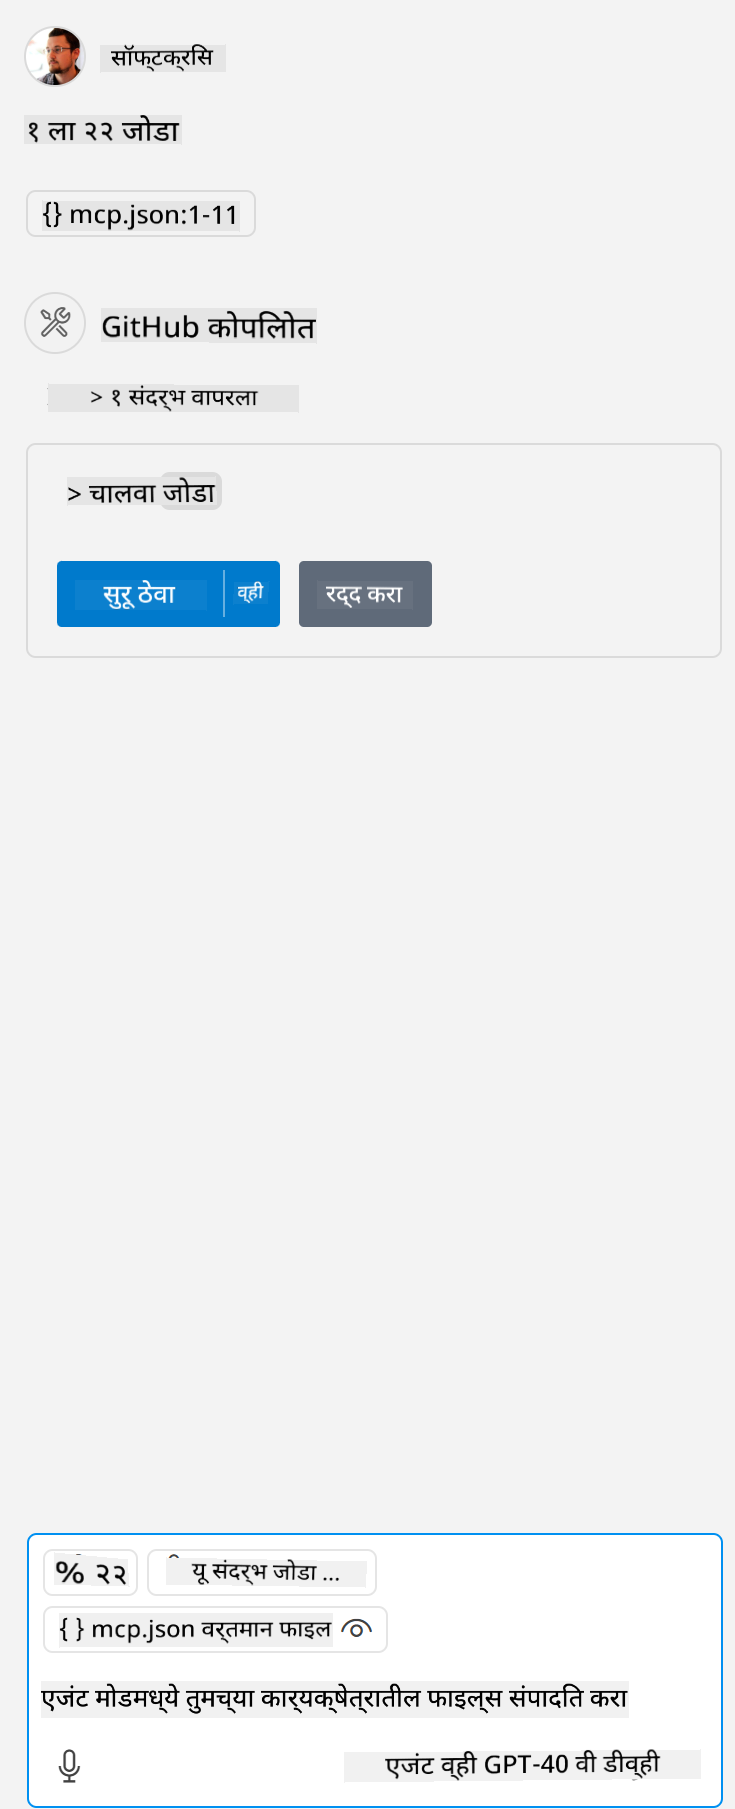 सॉफ्टक्रसि
१ ला २२ जोडा
{} mcp.json:1-11
GitHub कोपलिोत
> १ संदर्भ वापरला
> चालवा जोडा
सुरू ठेवा व्ही रद्द करा
% २२ यू संदर्भ जोडा ...
{ } mcp.json वर्तमान फाइल
एजंट मोडमध्ये तुमच्या कार्यक्षेत्रातील फाइल्स संपादति करा
एजंट व्ही GPT-40 वी डीव्ही